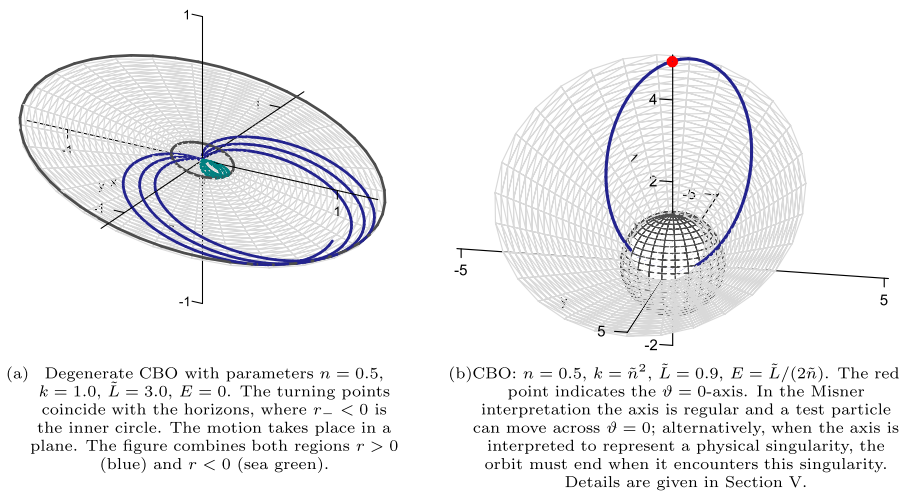 1
-1
1
-1
1
-1
y
x
4
2
-5
-5
5
5
-2
y
(a) Degenerate CBO with parameters n = 0.5,
k = 1.0, L̃ = 3.0, E = 0. The turning points
coincide with the horizons, where r₋ < 0 is
the inner circle. The motion takes place in a
plane. The figure combines both regions r > 0
(blue) and r < 0 (sea green).
(b)CBO: n = 0.5, k = ñ², L̃ = 0.9, E = L̃/(2ñ). The red
point indicates the ϑ = 0-axis. In the Misner
interpretation the axis is regular and a test particle
can move across ϑ = 0; alternatively, when the axis is
interpreted to represent a physical singularity, the
orbit must end when it encounters this singularity.
Details are given in Section V.